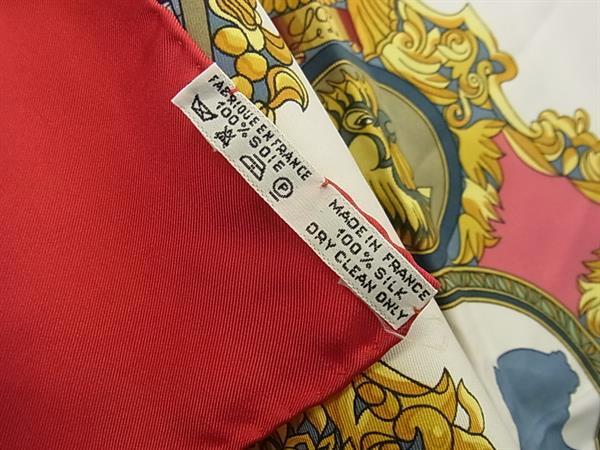 FABRIQUE EN FRANCE
100% SOIE
P
MADE IN FRANCE
100% SILK
DRY CLEAN ONLY